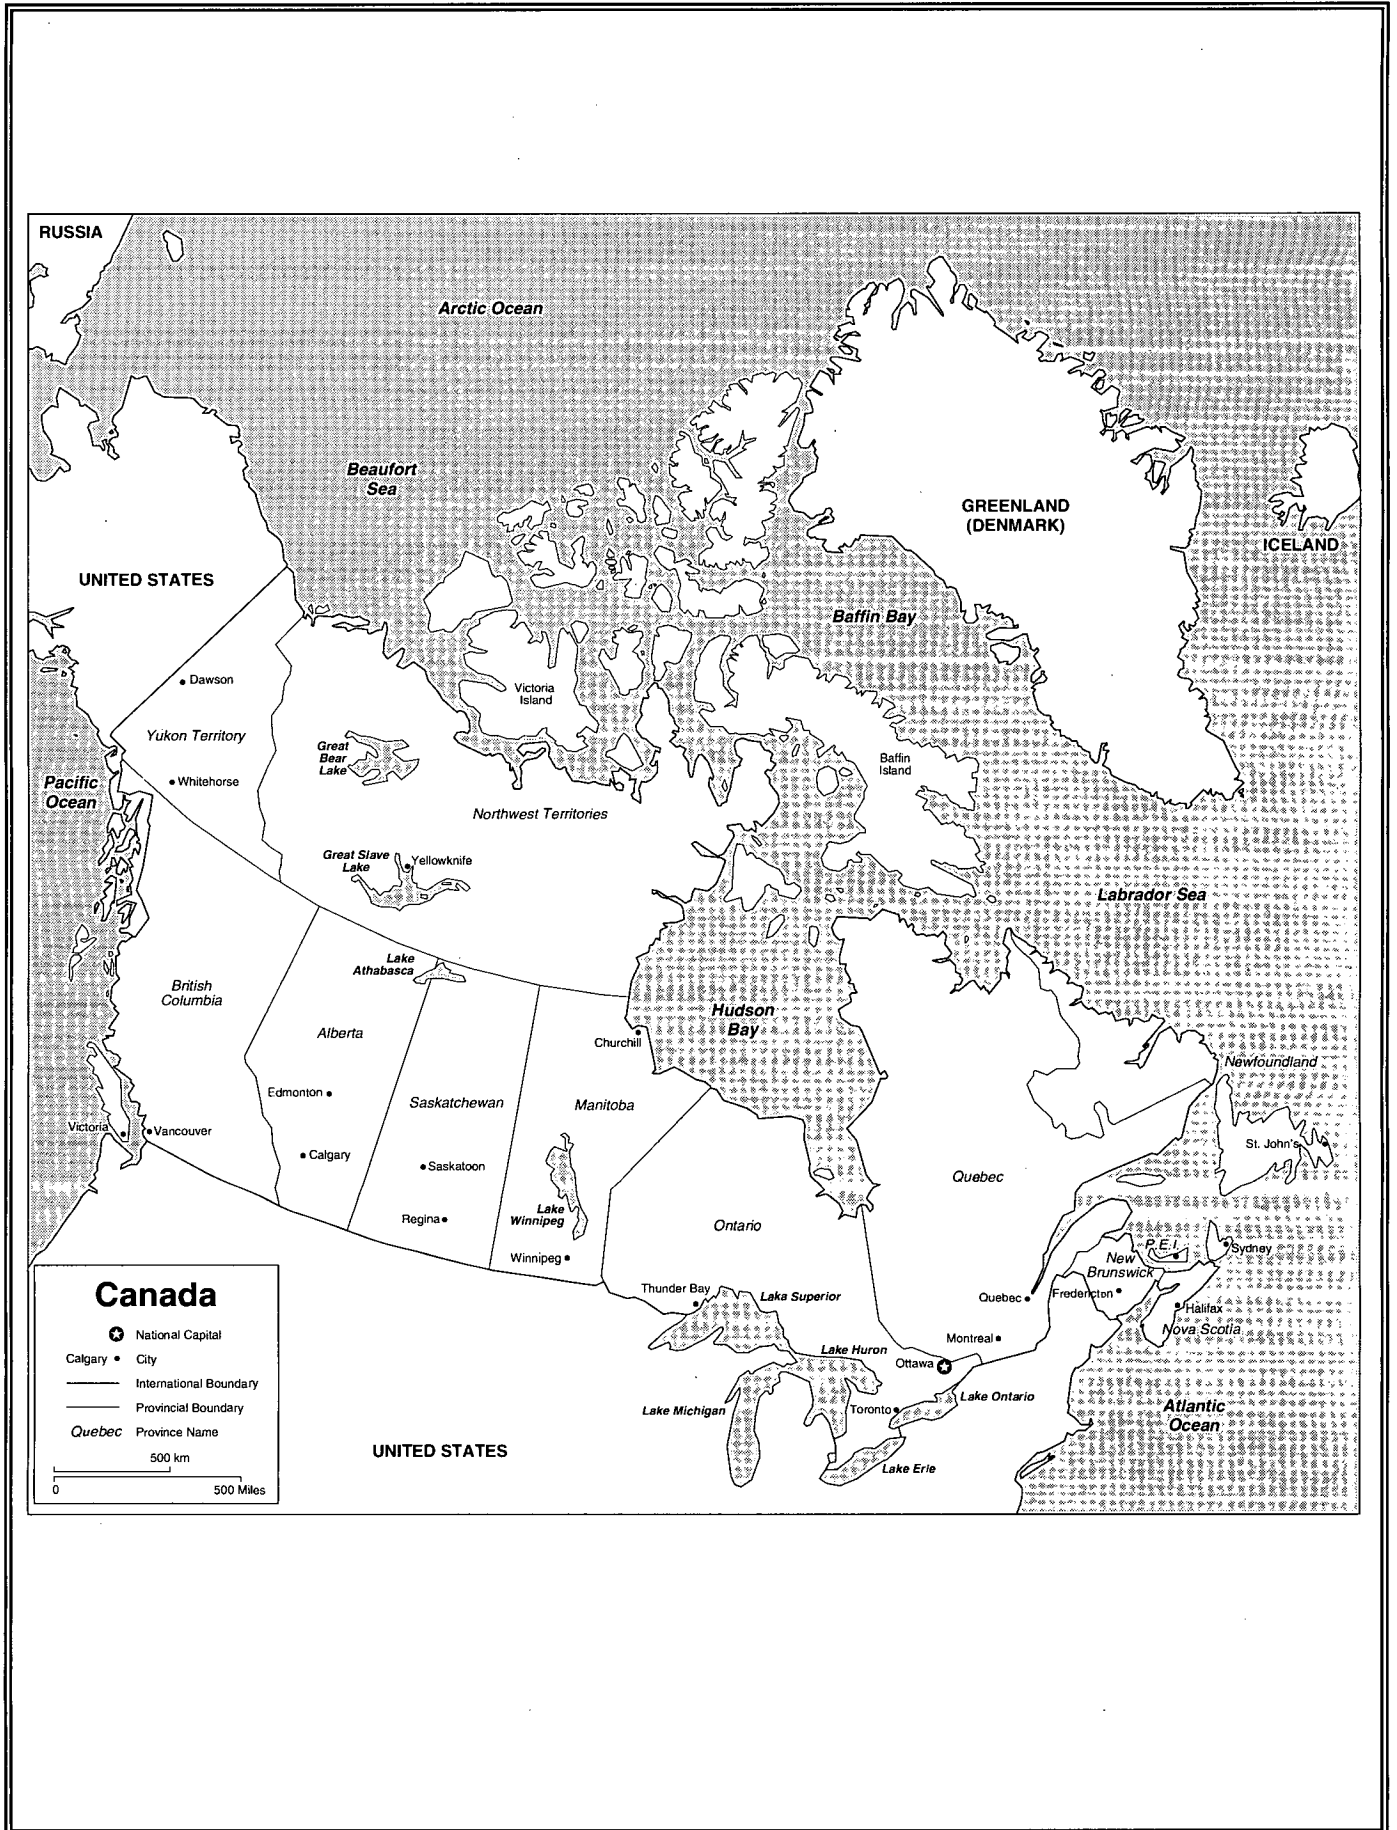 RUSSIA
Arctic Ocean
Beaufort
Sea
GREENLAND
(DENMARK)
ICELAND
UNITED STATES
Baffin Bay
Dawson
Victoria
Island
Yukon Territory
Great
Bear
Lake
Baffin
Island
Pacific
Ocean
Whitehorse
Northwest Territories
Great Slave
Lake
Yellowknife
Labrador Sea
Lake
Athabasca
British
Columbia
Hudson
Bay
Alberta
Churchill
Newfoundland
Edmonton
Saskatchewan
Manitoba
Victoria
Vancouver
St. John's
Calgary
Saskatoon
Quebec
Lake
Winnipeg
Regina
Ontario
P.E.I.
Sydney
Winnipeg
New
Brunswick
Thunder Bay
Laka Superior
Quebec
Fredericton
Halifax
Nova Scotia
Montreal
Lake Huron
Ottawa
Lake Michigan
Toronto
Lake Ontario
Atlantic
Ocean
UNITED STATES
Lake Erie
Canada
National Capital
Calgary City
International Boundary
Provincial Boundary
Quebec Province Name
500 km
0 500 Miles